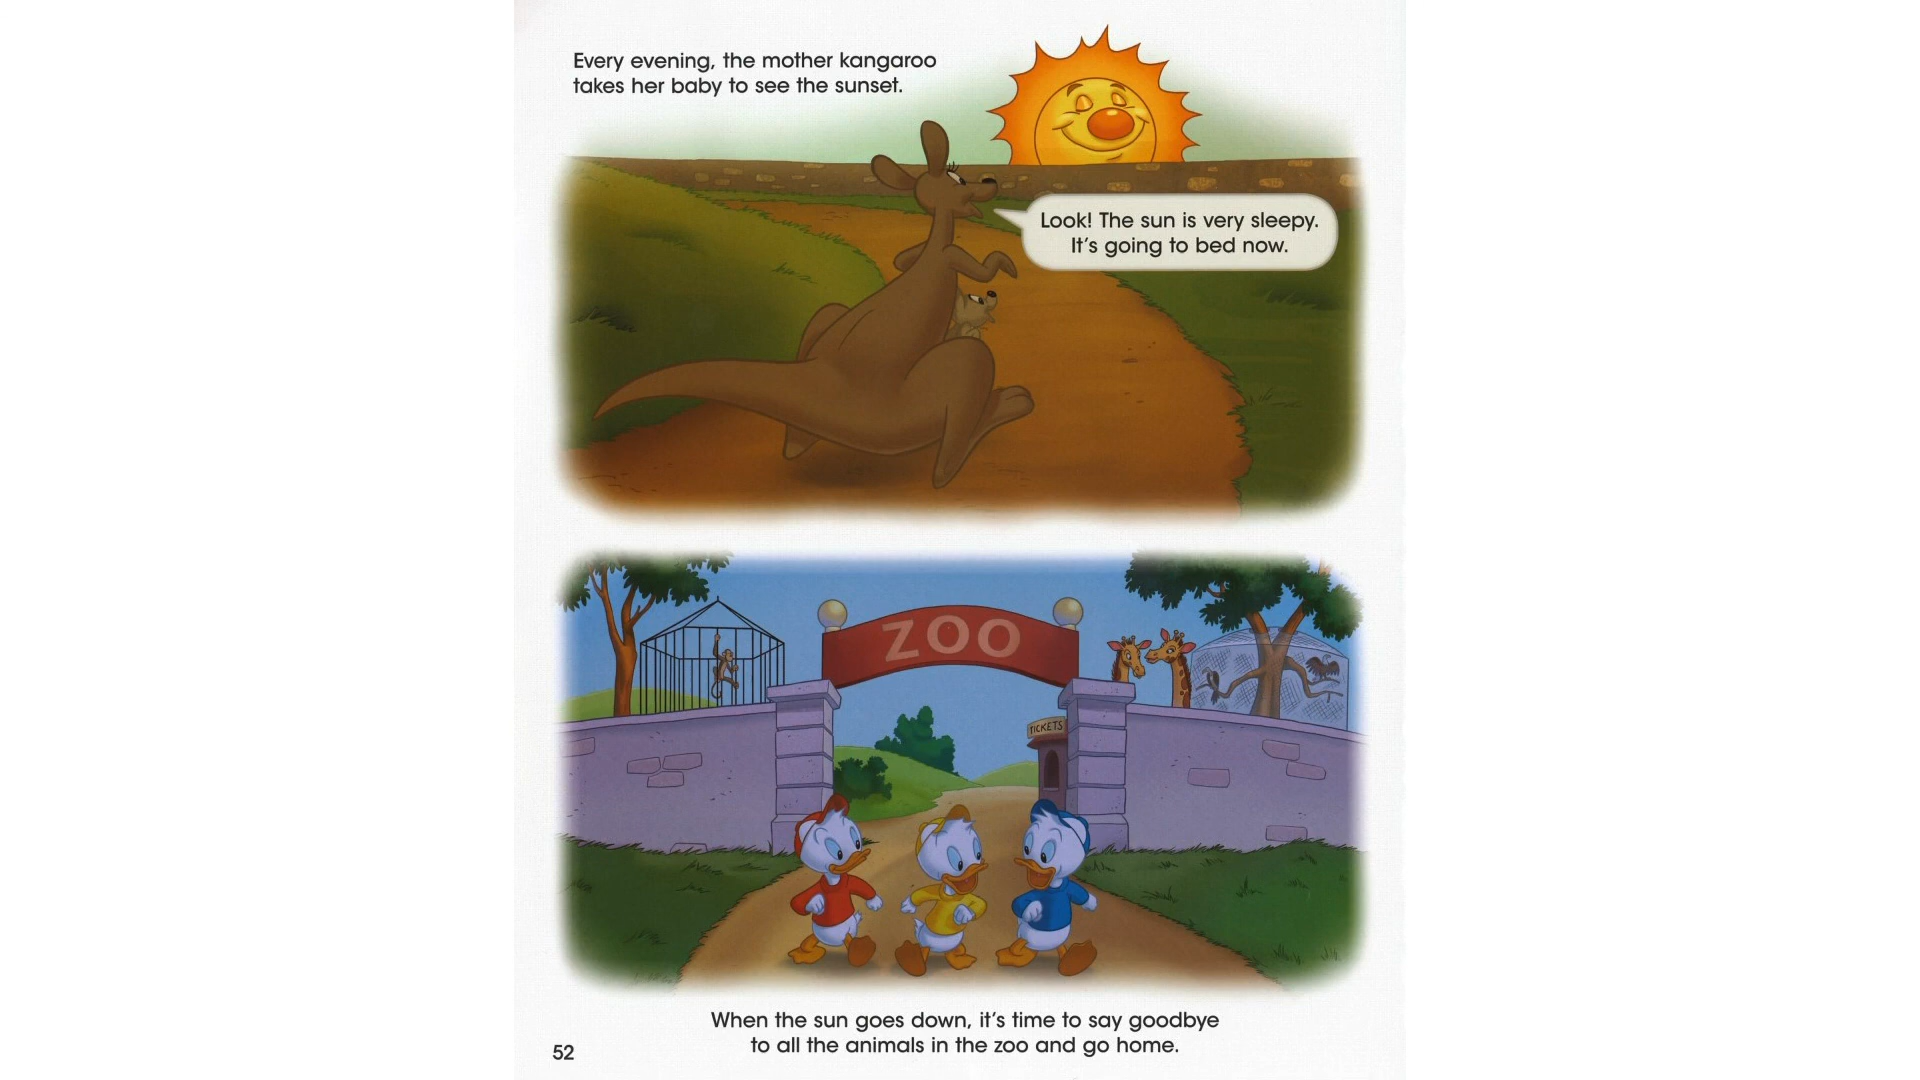 Every evening, the mother kangaroo
takes her baby to see the sunset.
Look! The sun is very sleepy.
It's going to bed now.
ZOO
TICKETS
When the sun goes down, it's time to say goodbye
to all the animals in the zoo and go home.
52